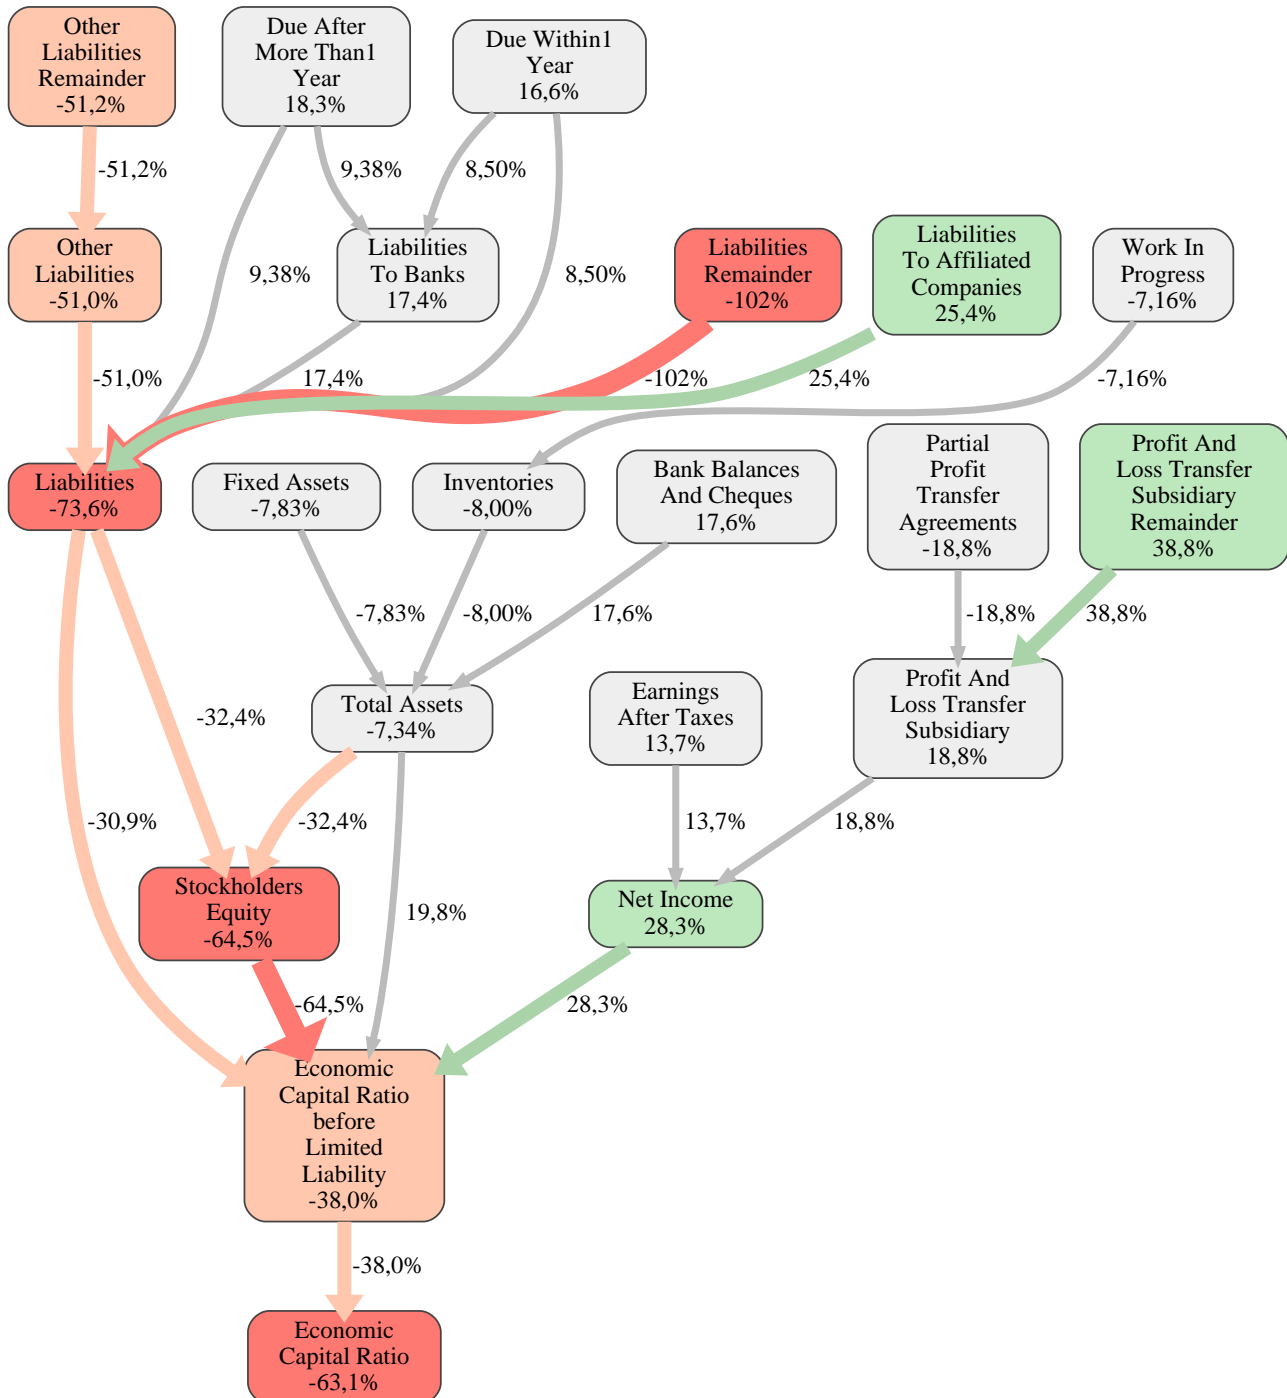 Other
Liabilities
Remainder
-51,2%
Due After
More Than1
Year
18,3%
Due Within1
Year
16,6%
-51,2%
9,38%
8,50%
Other
Liabilities
-51,0%
9,38%
Liabilities
To Banks
17,4%
8,50%
Liabilities
Remainder
-102%
Liabilities
To Affiliated
Companies
25,4%
Work In
Progress
-7,16%
-51,0%
17,4%
-102%
25,4%
-7,16%
Liabilities
-73,6%
Fixed Assets
-7,83%
Inventories
-8,00%
Bank Balances
And Cheques
17,6%
Partial
Profit
Transfer
Agreements
-18,8%
Profit And
Loss Transfer
Subsidiary
Remainder
38,8%
-7,83%
-8,00%
17,6%
-18,8%
38,8%
-32,4%
Total Assets
-7,34%
Earnings
After Taxes
13,7%
Profit And
Loss Transfer
Subsidiary
18,8%
-30,9%
-32,4%
13,7%
18,8%
Stockholders
Equity
-64,5%
19,8%
Net Income
28,3%
-64,5%
28,3%
Economic
Capital Ratio
before
Limited
Liability
-38,0%
-38,0%
Economic
Capital Ratio
-63,1%